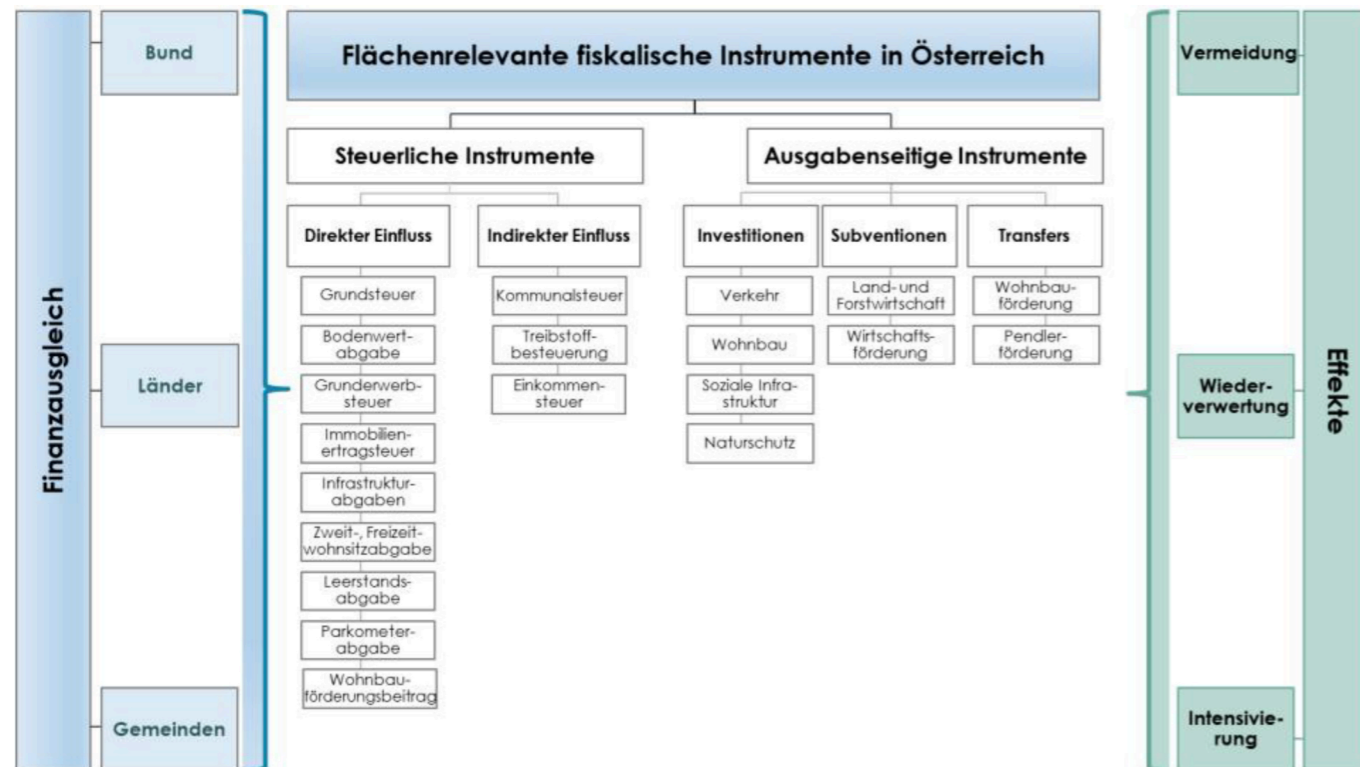 Finanzausgleich
Bund
Länder
Gemeinden
Flächenrelevante fiskalische Instrumente in Österreich
Steuerliche Instrumente
Direkter Einfluss
Grundsteuer
Bodenwert-
abgabe
Grunderwerb-
steuer
Immobilien-
ertragsteuer
Infrastruktur-
abgaben
Zweit-, Freizeit-
wohnsitzabgabe
Leerstands-
abgabe
Parkometer-
abgabe
Wohnbau-
förderungsbeitrag
Indirekter Einfluss
Kommunalsteuer
Treibstoff-
besteuerung
Einkommen-
steuer
Ausgabenseitige Instrumente
Investitionen
Verkehr
Wohnbau
Soziale Infra-
struktur
Naturschutz
Subventionen
Land- und
Forstwirtschaft
Wirtschafts-
förderung
Transfers
Wohnbau-
förderung
Pendler-
förderung
Vermeidung
Wieder-
verwertung
Intensivie-
rung
Effekte